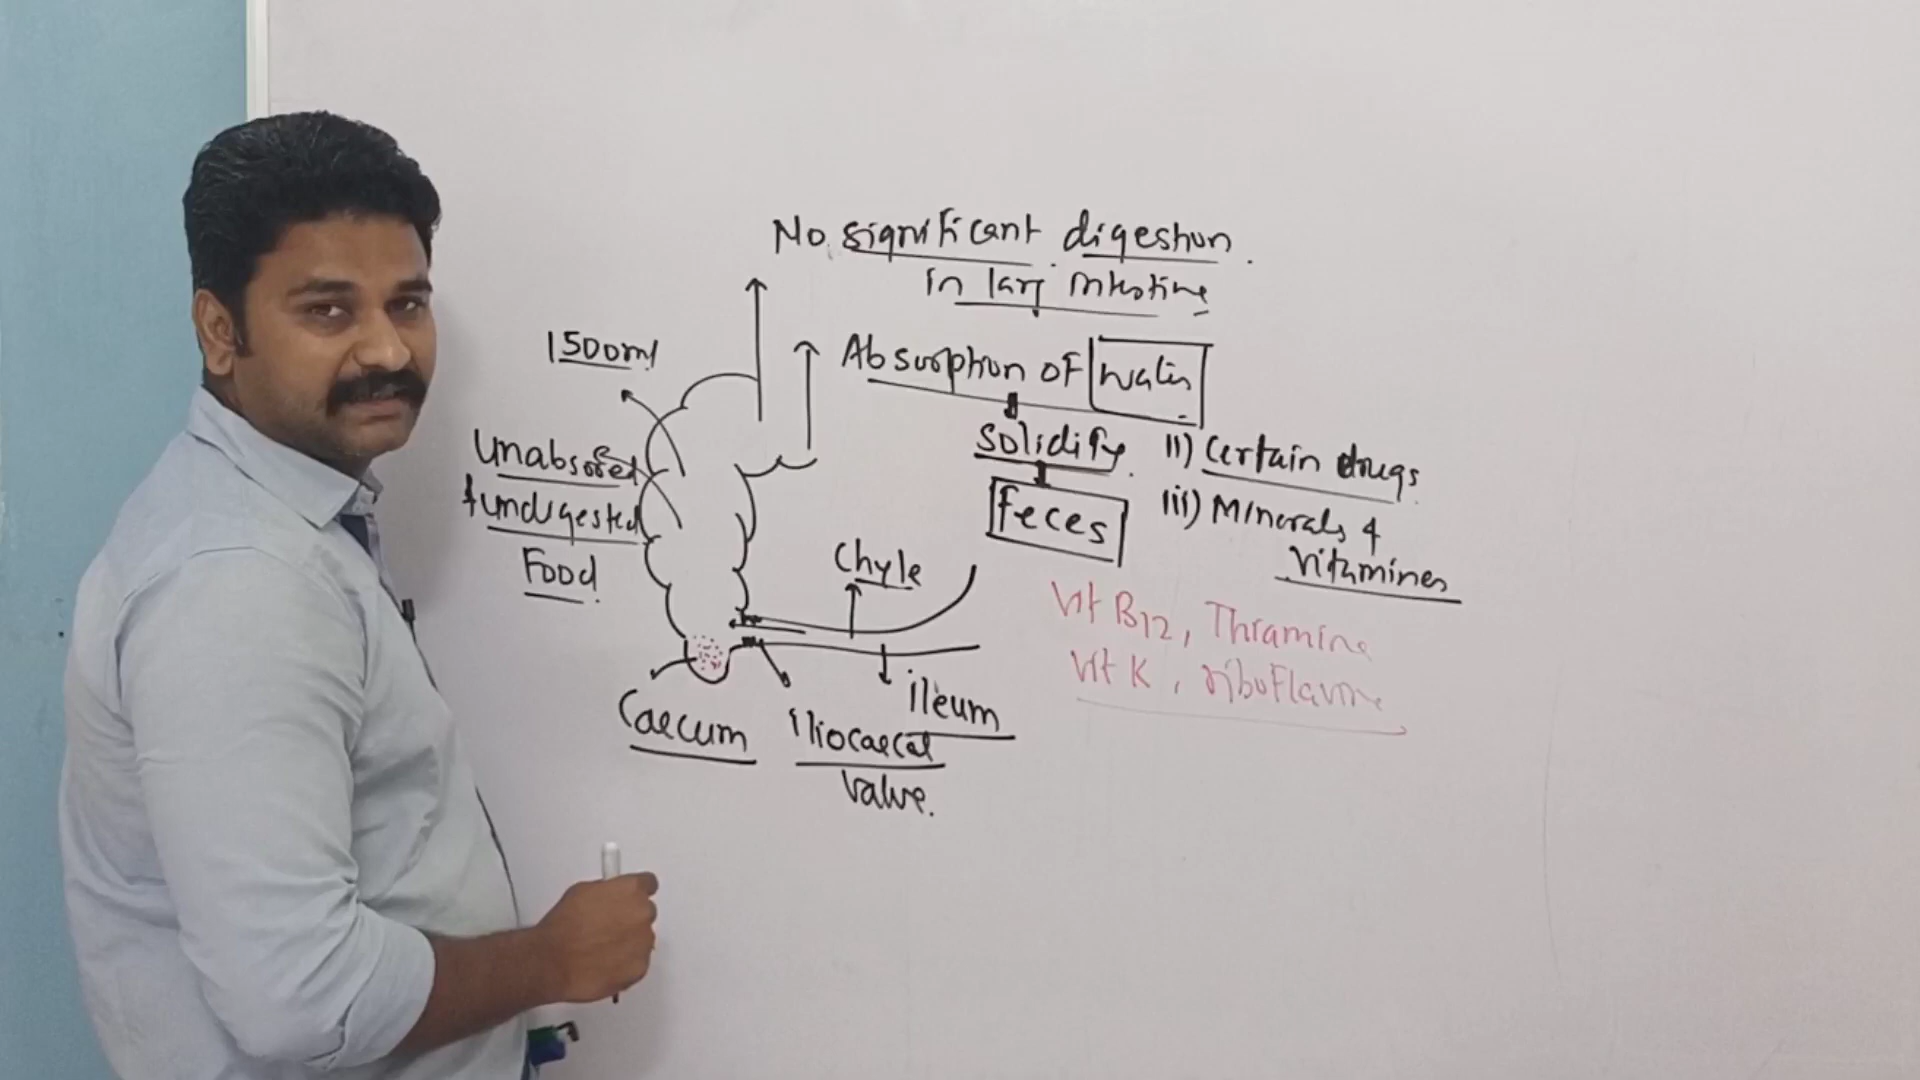 No significant digestion.
in larg intestine
1500ml
Absorption of water
Solidify
Feces
ii) Certain drugs
iii) Minerals &
Vitamines
Unabsorbed
& undigested
Food
Chyle
Vit B12, Thiamine
Vit K, riboflavin
ileum
Caecum
iliocaecal
Valve.